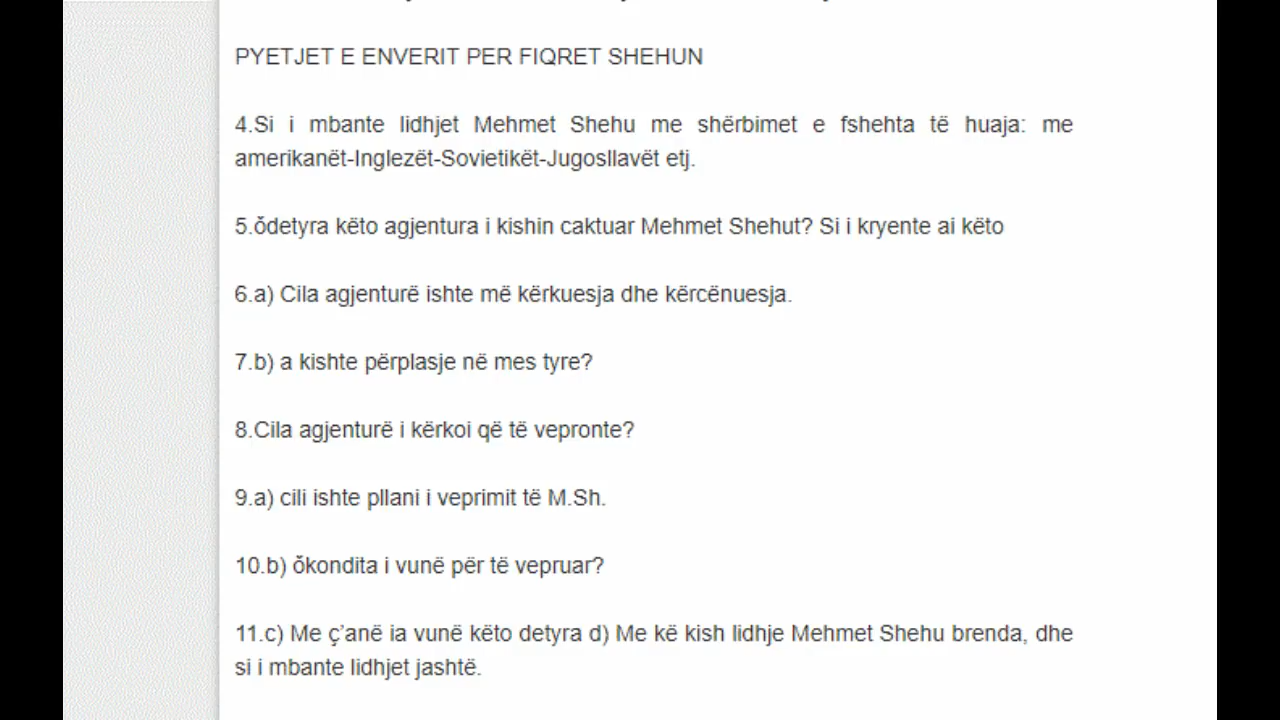 PYETJET E ENVERIT PER FIQRET SHEHUN
4.Si i mbante lidhjet Mehmet Shehu me shërbimet e fshehta të huaja: me
amerikanët-Inglezët-Sovietikët-Jugosllavët etj.
5.ǒdetyra këto agjentura i kishin caktuar Mehmet Shehut? Si i kryente ai këto
6.a) Cila agjenturë ishte më kërkuesja dhe kërcënuesja.
7.b) a kishte përplasje në mes tyre?
8.Cila agjenturë i kërkoi që të vepronte?
9.a) cili ishte pllani i veprimit të M.Sh.
10.b) ǒkondita i vunë për të vepruar?
11.c) Me ç’anë ia vunë këto detyra d) Me kë kish lidhje Mehmet Shehu brenda, dhe
si i mbante lidhjet jashtë.